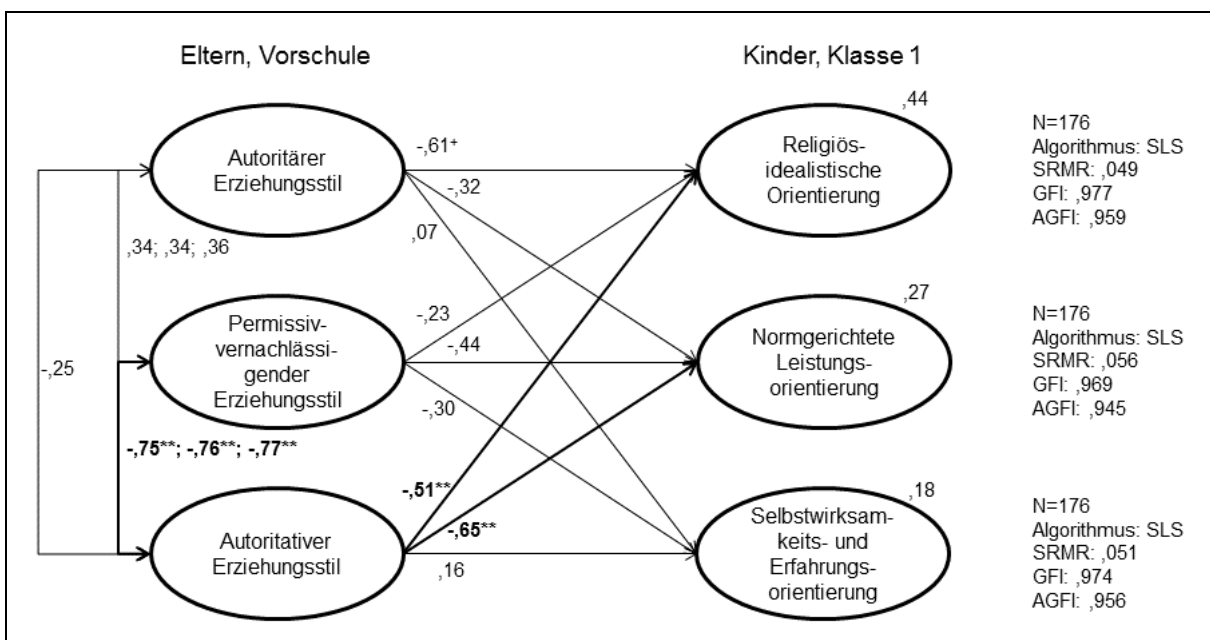 Eltern, Vorschule
Kinder, Klasse 1
Autoritärer
Erziehungsstil
-,61+
-,32
,07
,44
Religiös-
idealistische
Orientierung
N=176
Algorithmus: SLS
SRMR: ,049
GFI: ,977
AGFI: ,959
,34; ,34; ,36
-,25
Permissiv-
vernachlässi-
gender
Erziehungsstil
-,23
-,44
-,30
,27
Normgerichtete
Leistungs-
orientierung
N=176
Algorithmus: SLS
SRMR: ,056
GFI: ,969
AGFI: ,945
-,75**; -,76**; -,77**
Autoritativer
Erziehungsstil
-,51**
-,65**
,16
,18
Selbstwirksam-
keits- und
Erfahrungs-
orientierung
N=176
Algorithmus: SLS
SRMR: ,051
GFI: ,974
AGFI: ,956